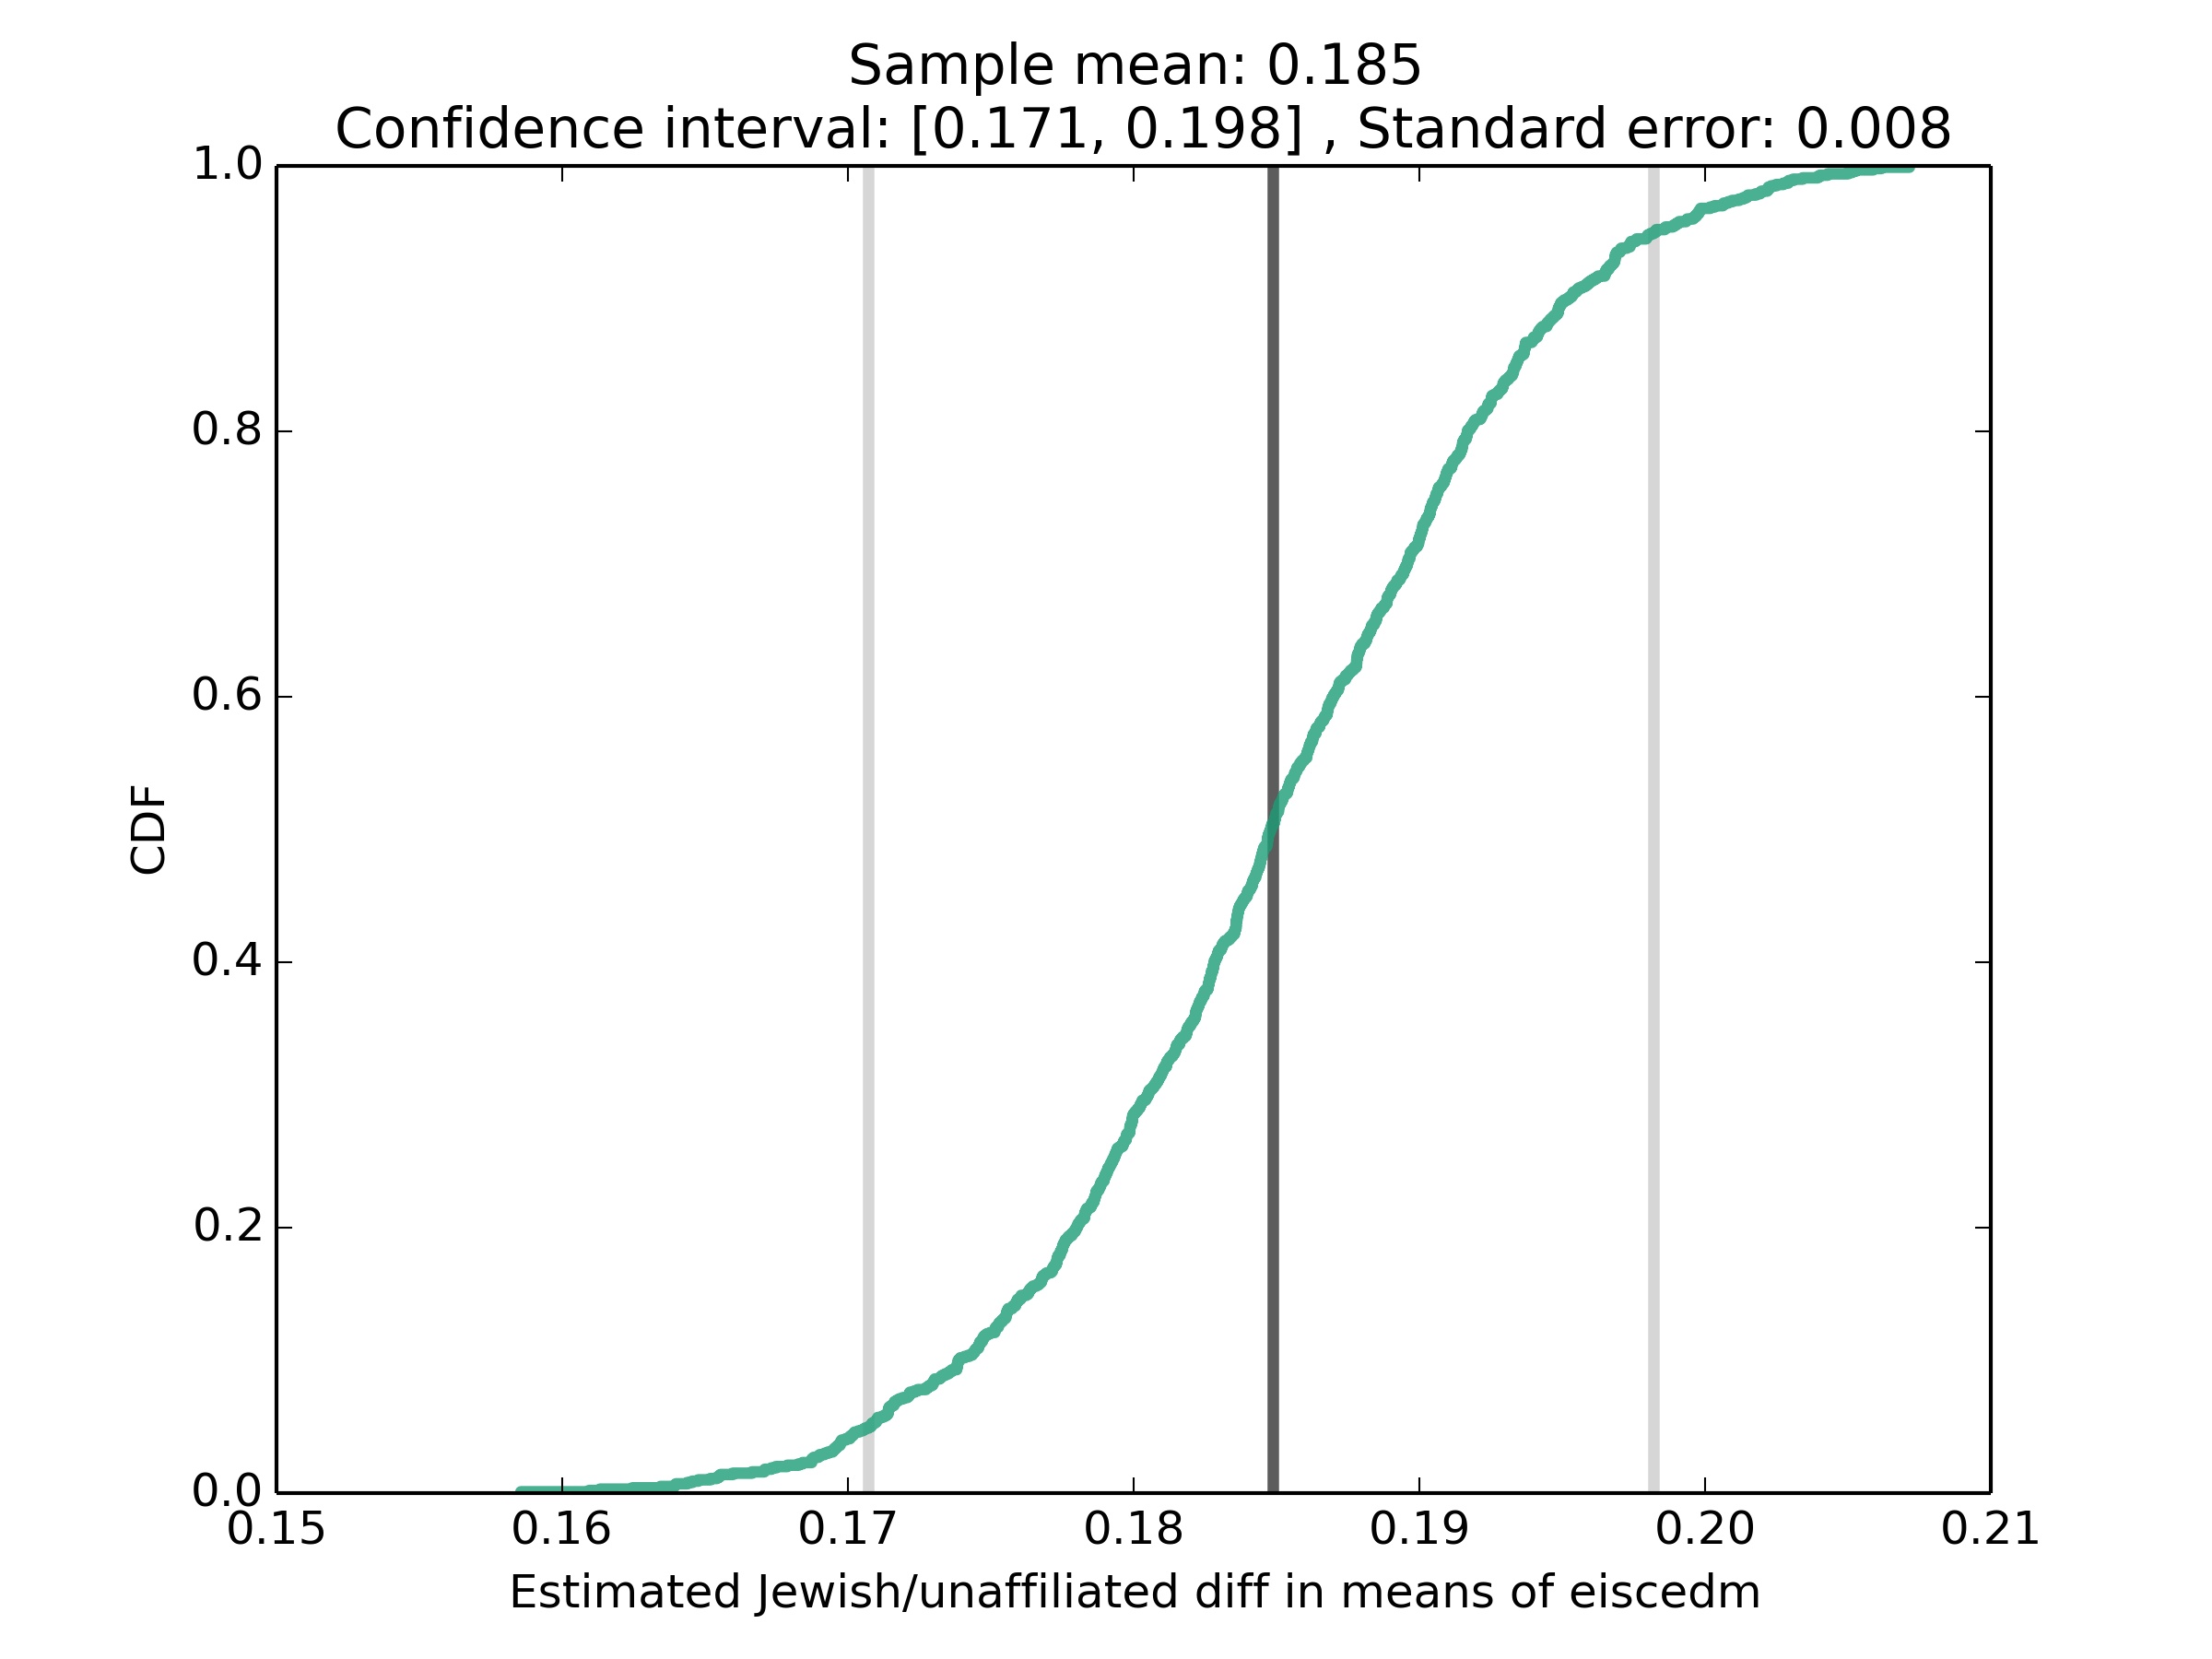 Sample mean: 0.185
Confidence interval: [0.171, 0.198] , Standard error: 0.008
1.0
0.8
0.6
0.4
0.2
0.0
CDF
0.15 0.16 0.17 0.18 0.19 0.20 0.21
Estimated Jewish/unaffiliated diff in means of eiscedm